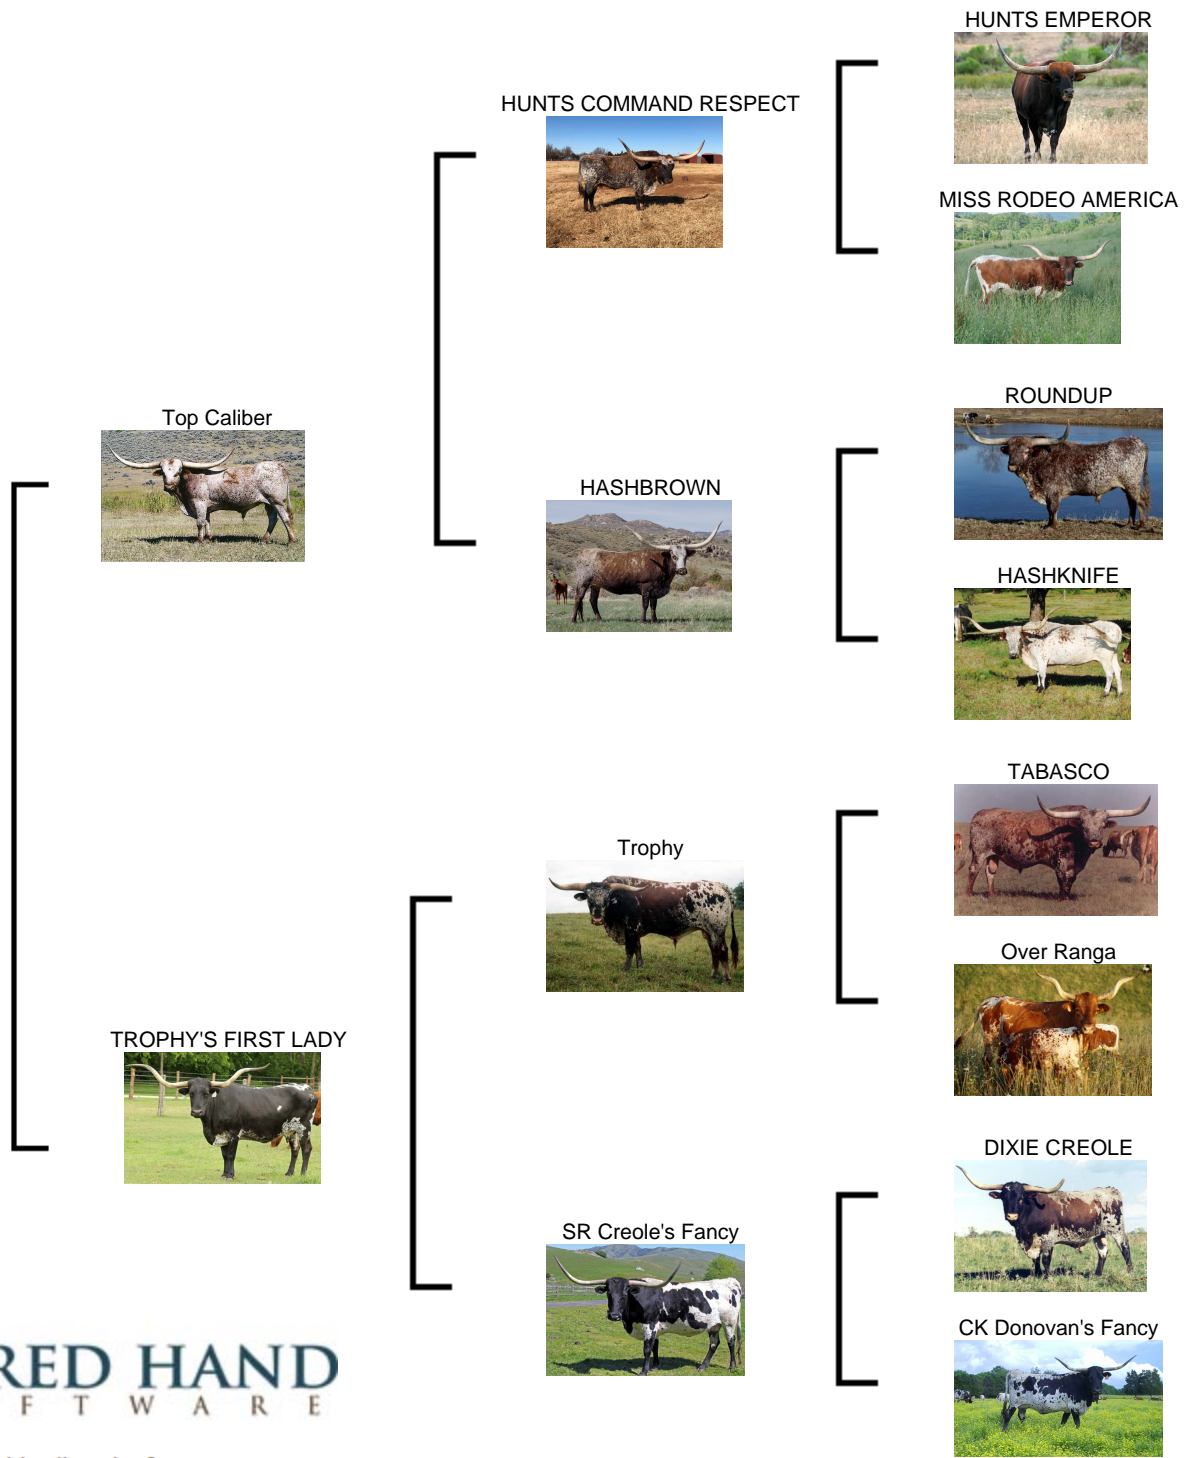 HUNTS EMPEROR
HUNTS COMMAND RESPECT
MISS RODEO AMERICA
ROUNDUP
Top Caliber
HASHBROWN
HASHKNIFE
TABASCO
Trophy
Over Ranga
TROPHY'S FIRST LADY
DIXIE CREOLE
SR Creole's Fancy
CK Donovan's Fancy
RED HAND
F T W A R E